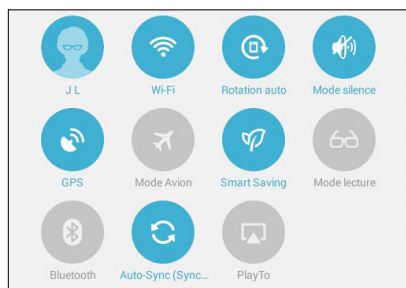 J L
Wi-Fi
Rotation auto
Mode silence
GPS
Mode Avion
Smart Saving
Mode lecture
Bluetooth
Auto-Sync (Sync...
PlayTo